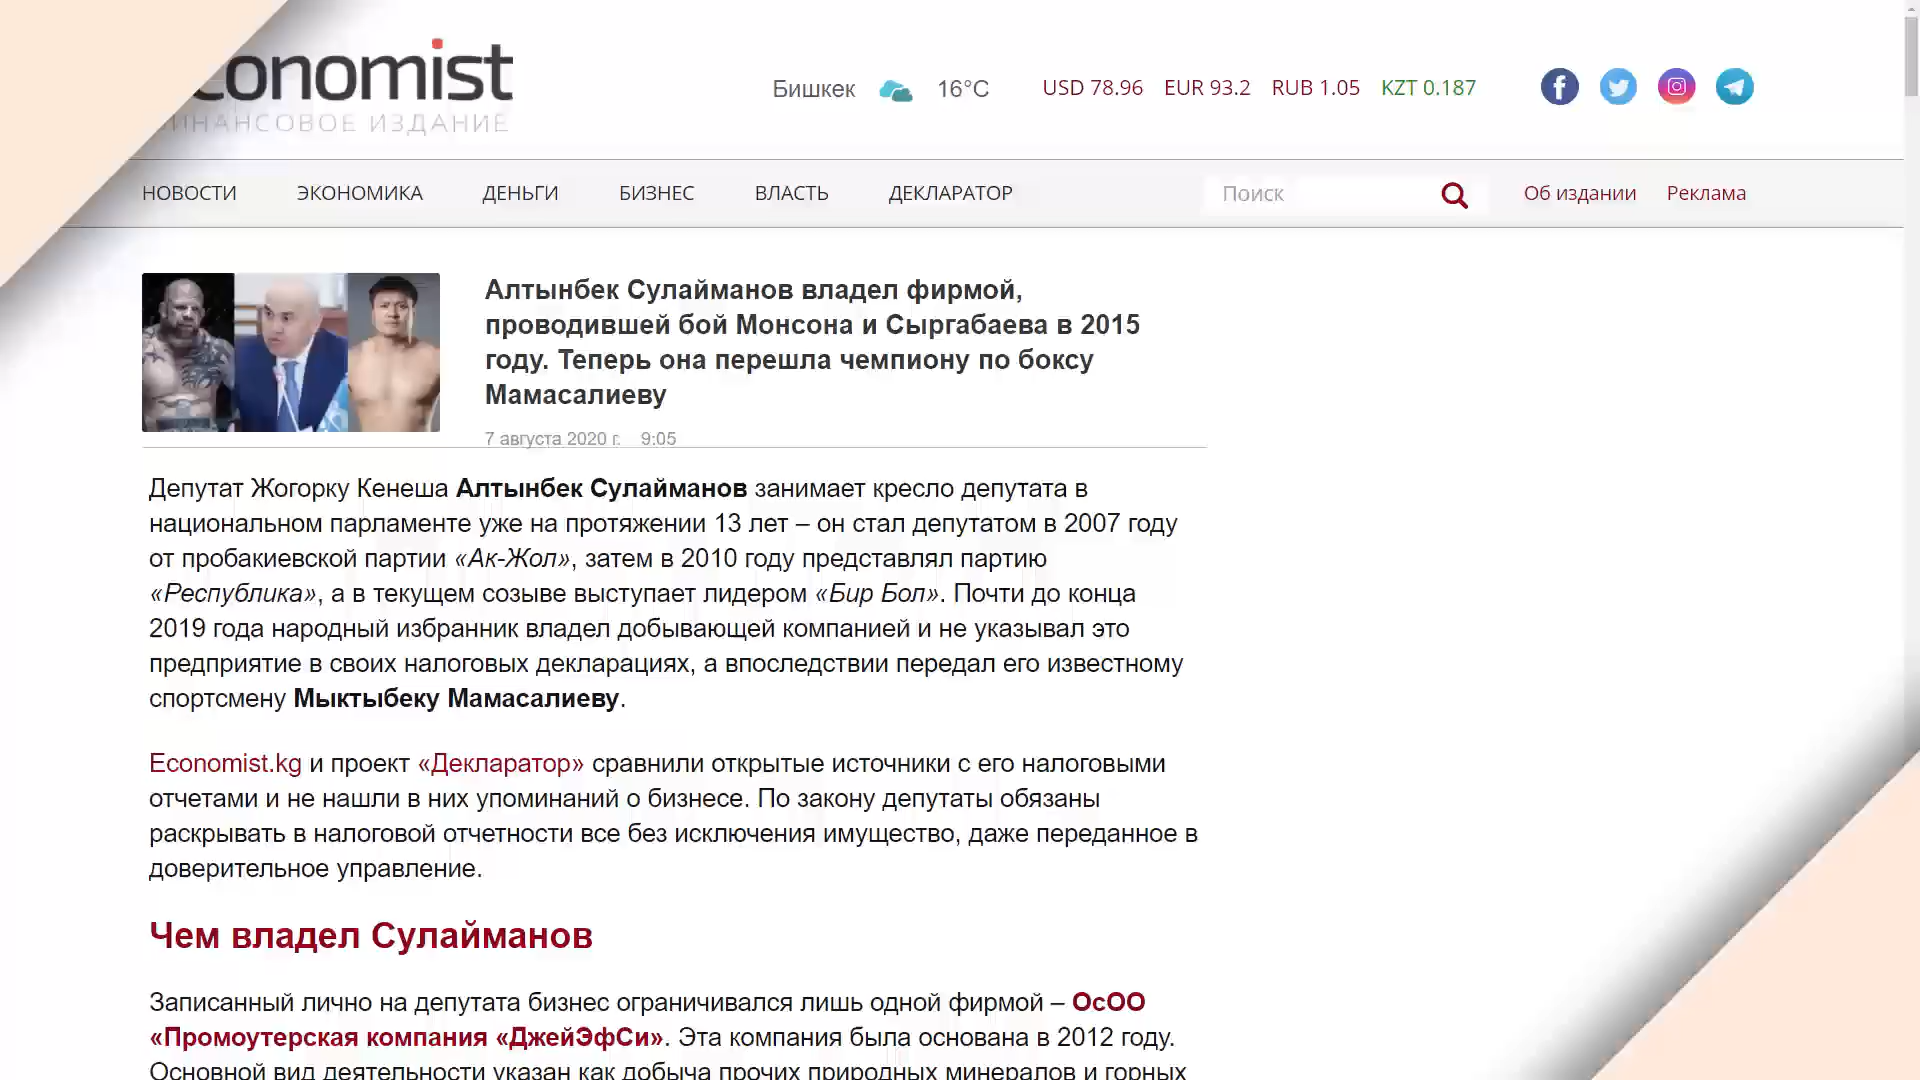 conomist
ФИНАНСОВОЕ ИЗДАНИЕ
Бишкек 16°C USD 78.96 EUR 93.2 RUB 1.05 KZT 0.187
НОВОСТИ ЭКОНОМИКА ДЕНЬГИ БИЗНЕС ВЛАСТЬ ДЕКЛАРАТОР Поиск Об издании Реклама
Алтынбек Сулайманов владел фирмой,
проводившей бой Монсона и Сыргабаева в 2015
году. Теперь она перешла чемпиону по боксу
Мамасалиеву
7 августа 2020 г. 9:05
Депутат Жогорку Кенеша Алтынбек Сулайманов занимает кресло депутата в
национальном парламенте уже на протяжении 13 лет – он стал депутатом в 2007 году
от пробакиевской партии «Ак-Жол», затем в 2010 году представлял партию
«Республика», а в текущем созыве выступает лидером «Бир Бол». Почти до конца
2019 года народный избранник владел добывающей компанией и не указывал это
предприятие в своих налоговых декларациях, а впоследствии передал его известному
спортсмену Мыктыбеку Мамасалиеву.
Economist.kg и проект «Декларатор» сравнили открытые источники с его налоговыми
отчетами и не нашли в них упоминаний о бизнесе. По закону депутаты обязаны
раскрывать в налоговой отчетности все без исключения имущество, даже переданное в
доверительное управление.
Чем владел Сулайманов
Записанный лично на депутата бизнес ограничивался лишь одной фирмой – ОсОО
«Промоутерская компания «ДжейЭфСи». Эта компания была основана в 2012 году.
Основной вид деятельности указан как добыча прочих природных минералов и горных